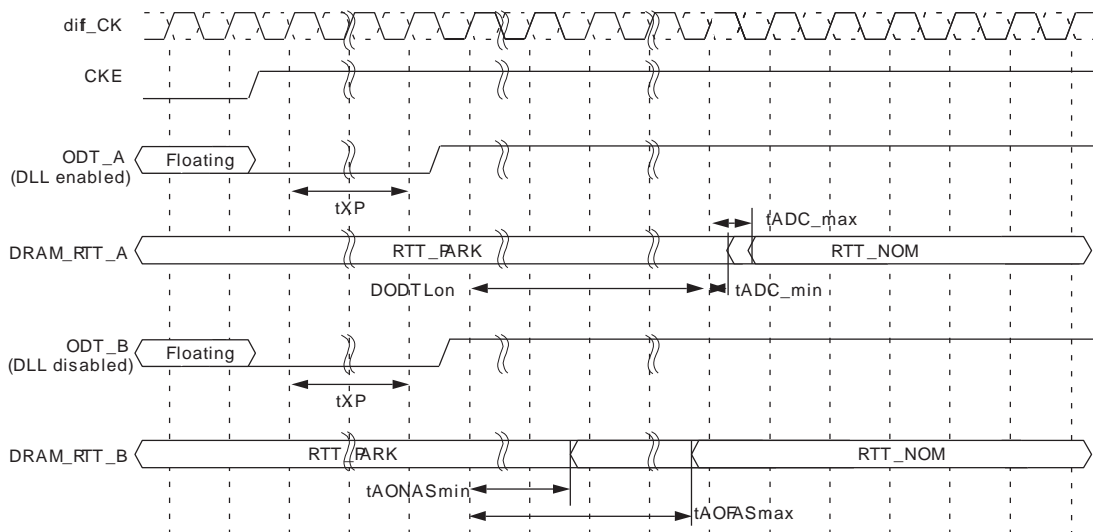 dif_CK
CKE
ODT_A
(DLL enabled)
Floating
tXP
tADC_max
DRAM_RTT_A
RTT_PARK
RTT_NOM
DODTLon
tADC_min
ODT_B
(DLL disabled)
Floating
tXP
DRAM_RTT_B
RTT_PARK
RTT_NOM
tAONASmin
tAOFASmax